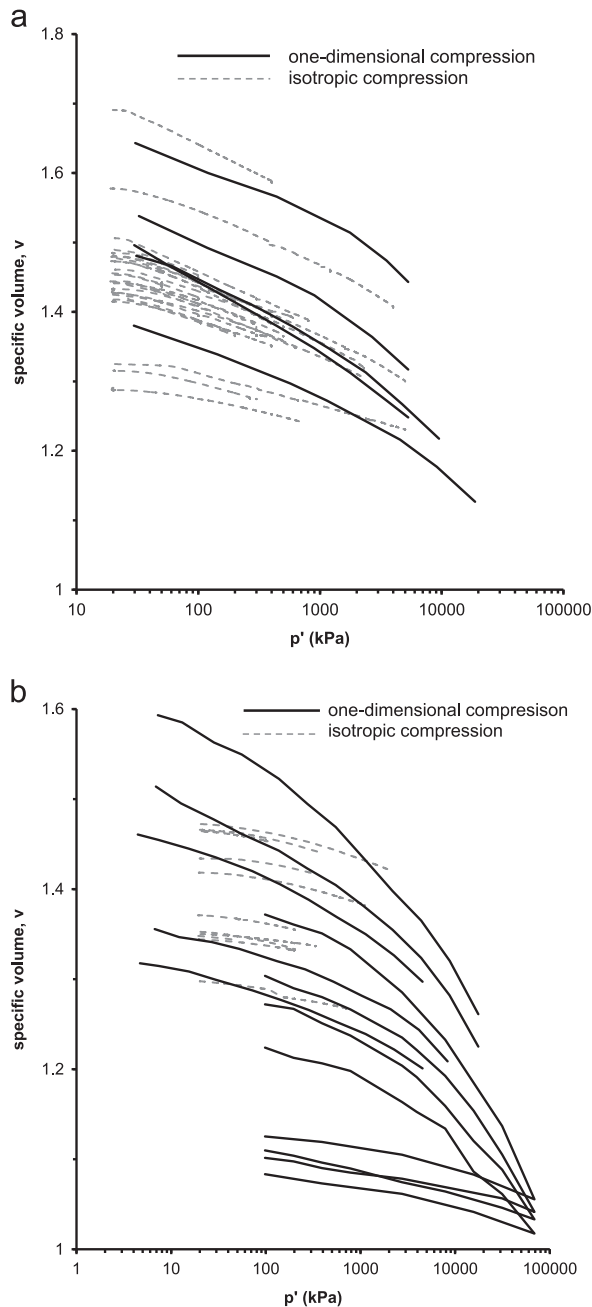 a
1.8
one-dimensional compression
isotropic compression
1.6
specific volume, v
1.4
1.2
1
10
100
1000
10000
100000
p' (kPa)
b
1.6
one-dimensional compresison
isotropic compression
1.4
specific volume, v
1.2
1
1
10
100
1000
10000
100000
p' (kPa)